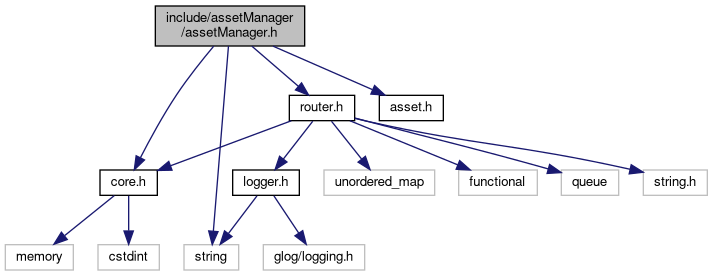 include/assetManager
/assetManager.h
router.h
asset.h
core.h
logger.h
unordered_map
functional
queue
string.h
memory
cstdint
string
glog/logging.h